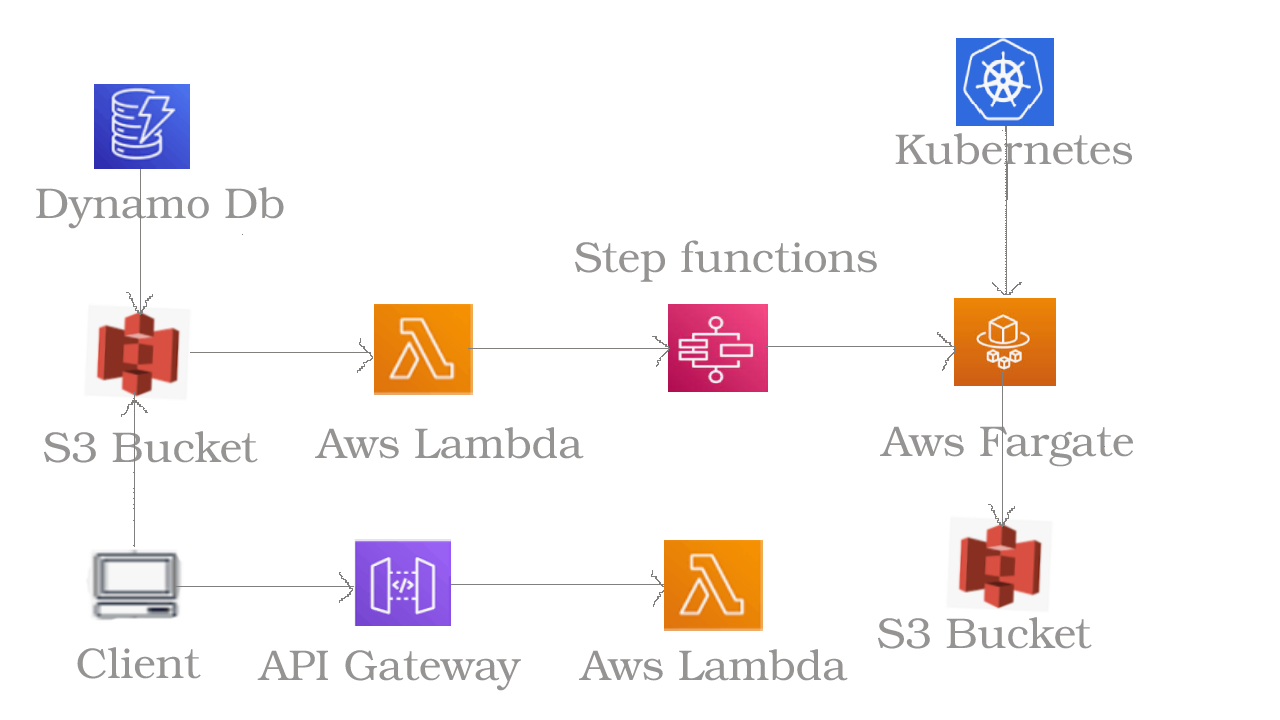 Kubernetes
Dynamo Db
Step functions
S3 Bucket
Aws Lambda
Aws Fargate
</>
S3 Bucket
Client
API Gateway
Aws Lambda